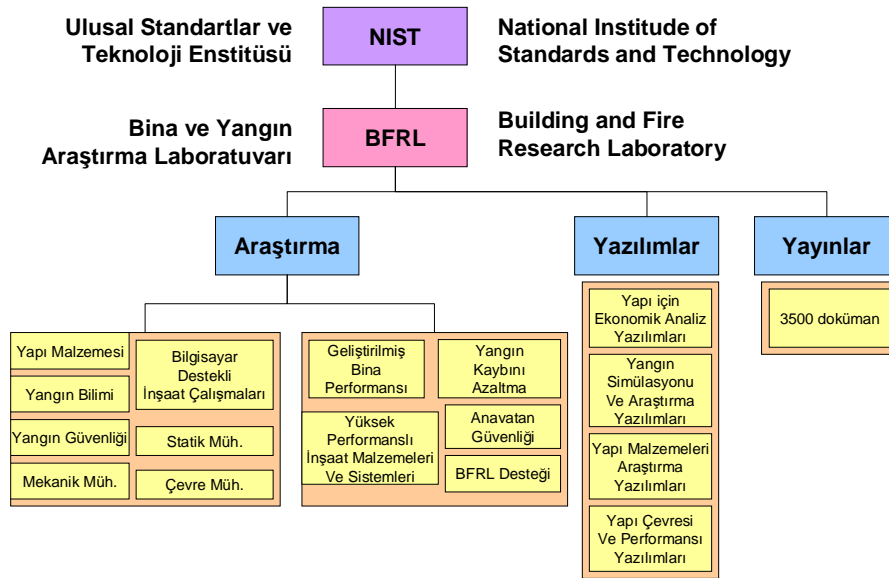 Ulusal Standartlar ve
Teknoloji Enstitüsü
NIST
National Institude of
Standards and Technology
Bina ve Yangın
Araştırma Laboratuvarı
BFRL
Building and Fire
Research Laboratory
Araştırma
Yazılımlar
Yayınlar
Yapı Malzemesi
Yangın Bilimi
Yangın Güvenliği
Mekanik Müh.
Bilgisayar
Destekli
İnşaat Çalışmaları
Statik Müh.
Çevre Müh.
Geliştirilmiş
Bina
Performansı
Yüksek
Performanslı
İnşaat Malzemeleri
Ve Sistemleri
Yangın
Kaybını
Azaltma
Anavatan
Güvenliği
BFRL Desteği
Yapı için
Ekonomik Analiz
Yazılımları
Yangın
Simülasyonu
Ve Araştırma
Yazılımları
Yapı Malzemeleri
Araştırma
Yazılımları
Yapı Çevresi
Ve Performansı
Yazılımları
3500 doküman